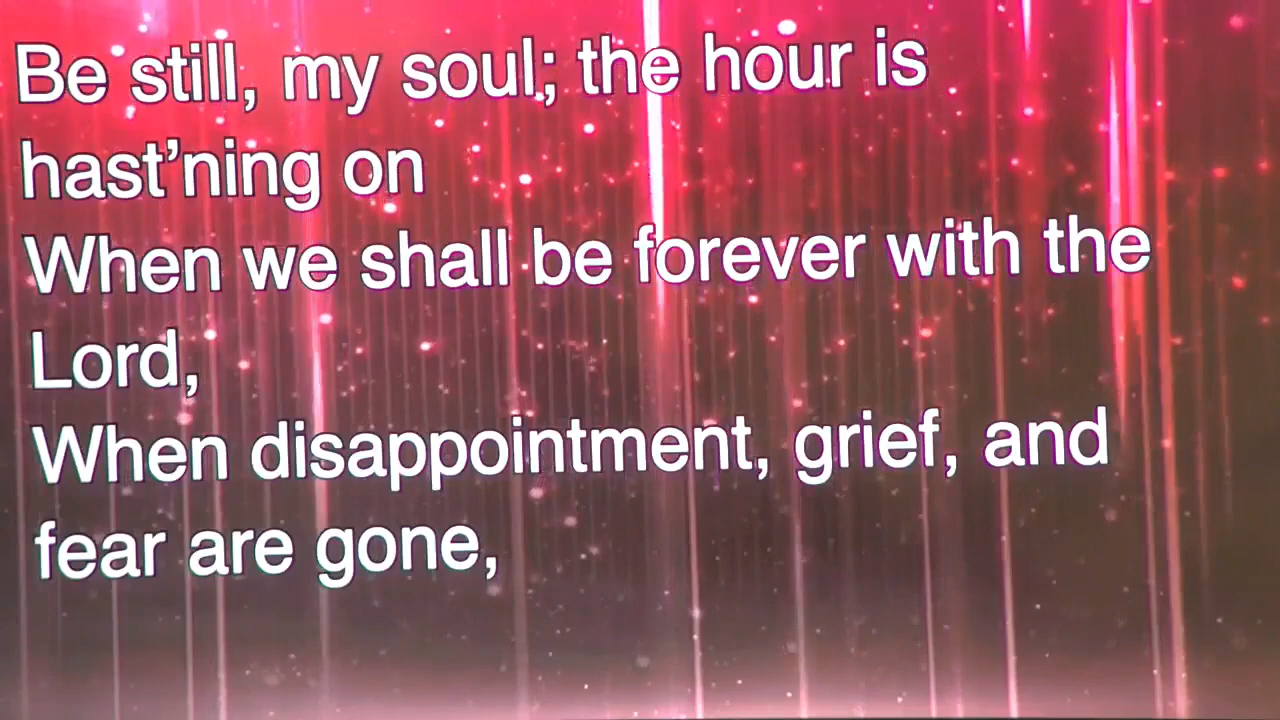 Be still, my soul; the hour is
hast’ning on
When we shall be forever with the
Lord,
When disappointment, grief, and
fear are gone,